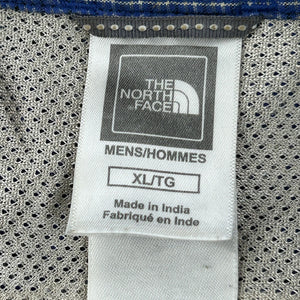 THE
NORTH
FACE
MENS/HOMMES
XL/TG
Made in India
Fabriqué en Inde